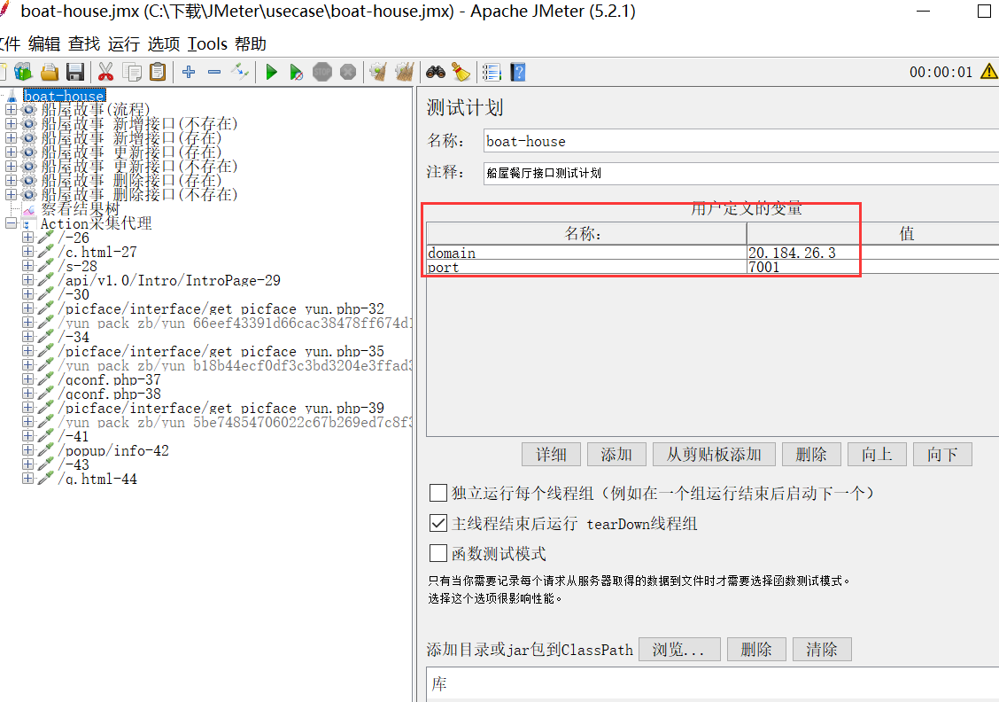 boat-house.jmx (C:\下载\JMeter\usecase\boat-house.jmx) - Apache JMeter (5.2.1)
文件 编辑 查找 运行 选项 Tools 帮助
00:00:01
boat-house
船屋故事(流程)
船屋故事 新增接口(不存在)
船屋故事 新增接口(存在)
船屋故事 更新接口(存在)
船屋故事 更新接口(不存在)
船屋故事 删除接口(存在)
船屋故事 删除接口(不存在)
察看结果树
Action采集代理
/-26
/c.html-27
/s-28
/api/v1.0/Intro/IntroPage-29
/-30
/picface/interface/get_picface_yun.php-32
/yun_pack_zb/yun_66eef43391d66cac38478ff674d1
/-34
/picface/interface/get_picface_yun.php-35
/yun_pack_zb/yun_b18b44ecf0df3c3bd3204e3ffad3
/qconf.php-37
/qconf.php-38
/picface/interface/get_picface_yun.php-39
/yun_pack_zb/yun_5be74854706022c67b269ed7c8f3
/-41
/popup/info-42
/-43
/q.html-44
测试计划
名称: boat-house
注释: 船屋餐厅接口测试计划
用户定义的变量
名称: 值
domain 20.184.26.3
port 7001
详细 添加 从剪贴板添加 删除 向上 向下
独立运行每个线程组（例如在一个组运行结束后启动下一个）
主线程结束后运行 tearDown线程组
函数测试模式
只有当你需要记录每个请求从服务器取得的数据到文件时才需要选择函数测试模式。
选择这个选项很影响性能。
添加目录或jar包到ClassPath 浏览... 删除 清除
库